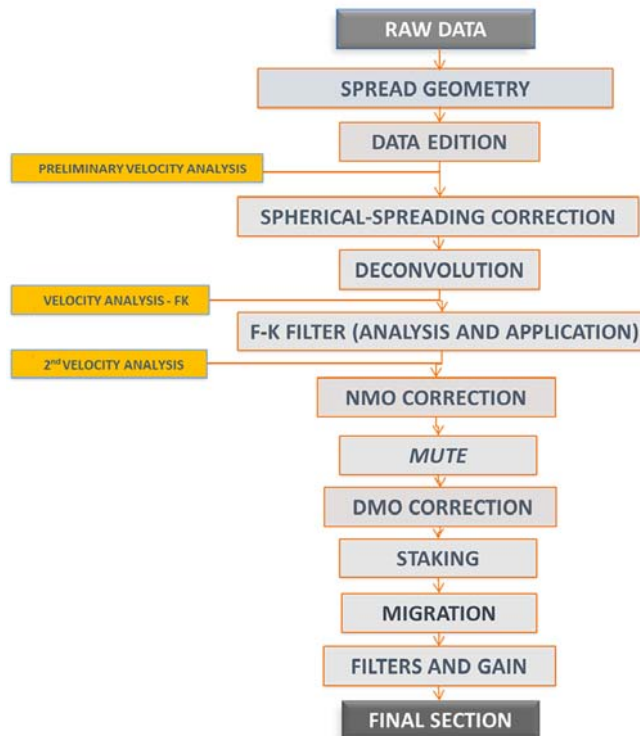 RAW DATA
SPREAD GEOMETRY
DATA EDITION
PRELIMINARY VELOCITY ANALYSIS
SPHERICAL-SPREADING CORRECTION
DECONVOLUTION
VELOCITY ANALYSIS - FK
F-K FILTER (ANALYSIS AND APPLICATION)
2nd VELOCITY ANALYSIS
NMO CORRECTION
MUTE
DMO CORRECTION
STAKING
MIGRATION
FILTERS AND GAIN
FINAL SECTION